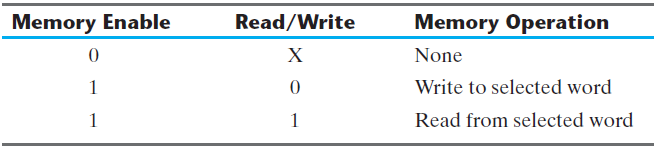 Memory Enable Read/Write Memory Operation
0 X None
1 0 Write to selected word
1 1 Read from selected word